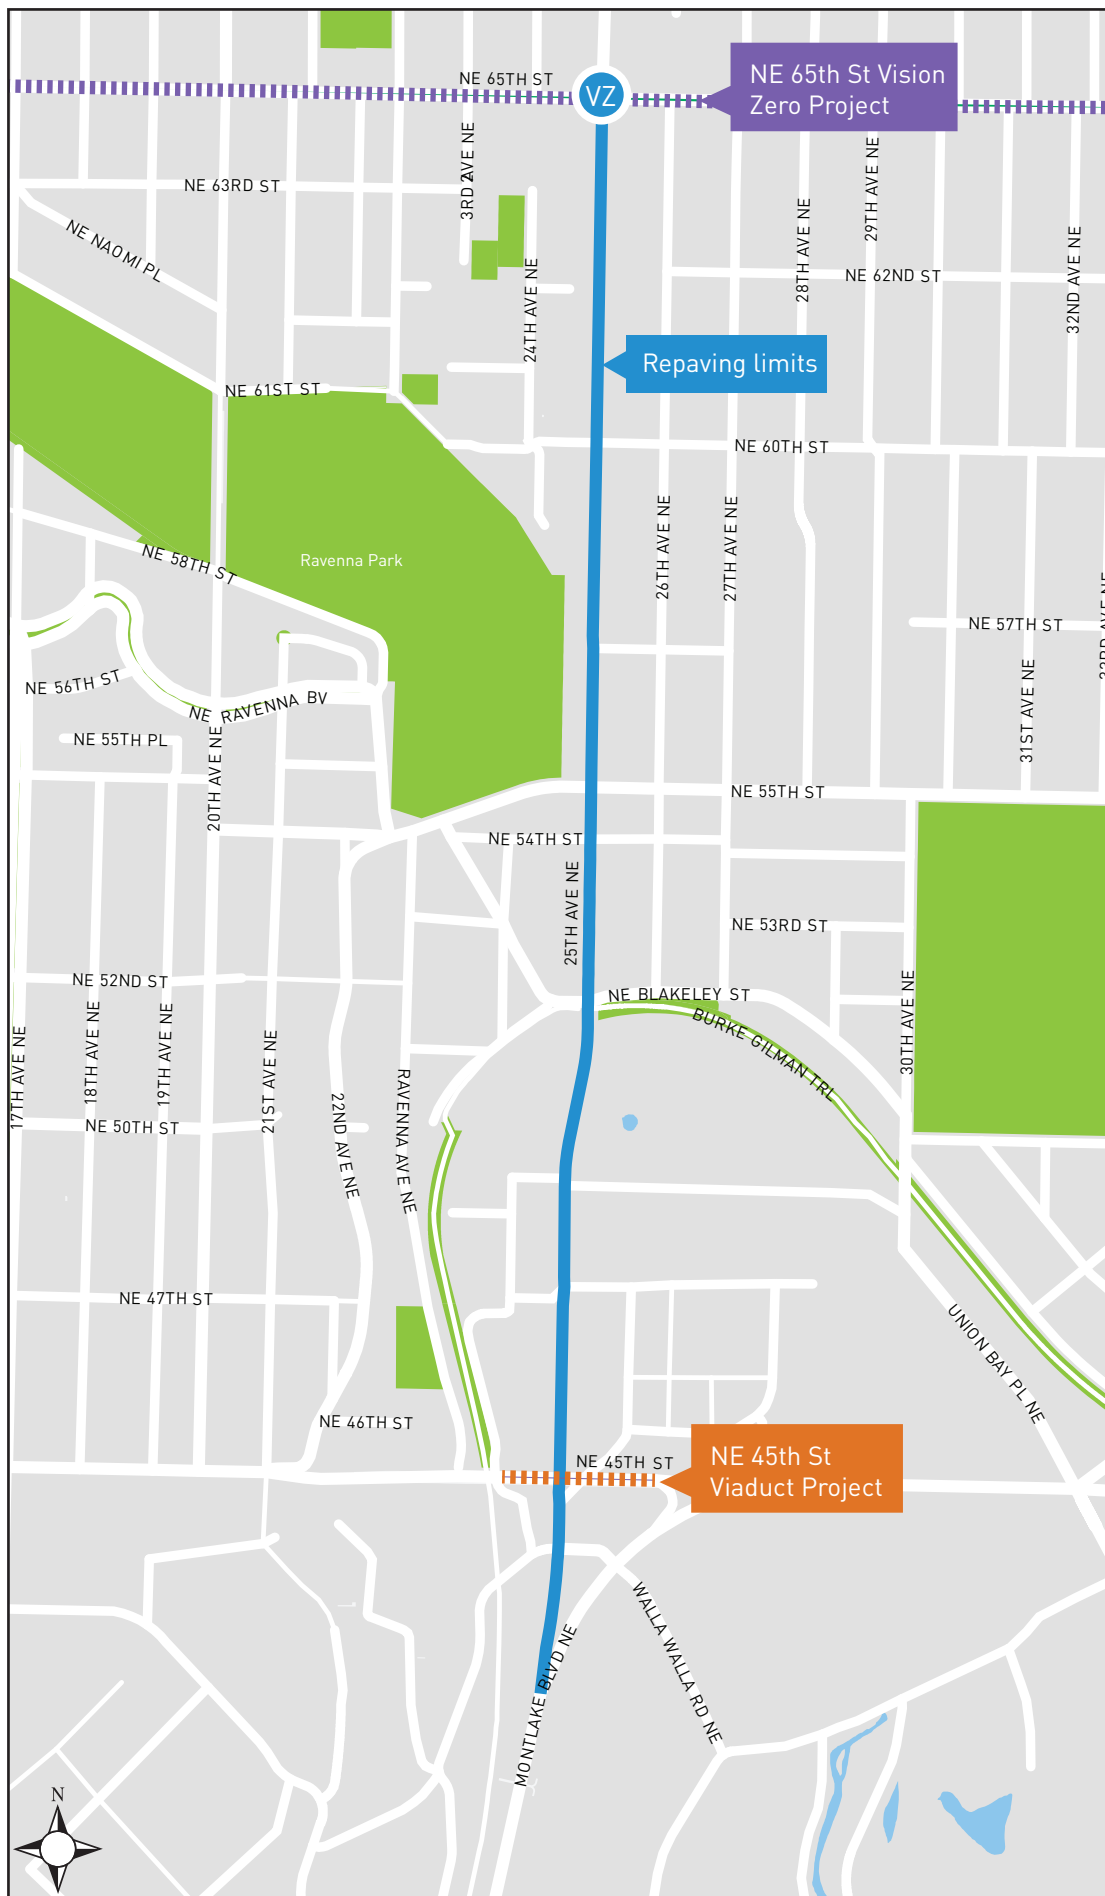 NE 65TH ST
VZ
NE 65th St Vision
Zero Project
3RD AVE NE
NE 63RD ST
29TH AVE NE
28TH AVE NE
NE NAOMI PL
32ND AVE NE
24TH AVE NE
NE 62ND ST
Repaving limits
NE 61ST ST
NE 60TH ST
26TH AVE NE
27TH AVE NE
NE 58TH ST
Ravenna Park
NE 57TH ST
31ST AVE NE
NE 56TH ST
NE RAVENNA BV
NE 55TH PL
20TH AVE NE
NE 55TH ST
NE 54TH ST
25TH AVE NE
NE 53RD ST
NE 52ND ST
NE BLAKELEY ST
BURKE GILMAN TRL
30TH AVE NE
17TH AVE NE
18TH AVE NE
19TH AVE NE
21ST AVE NE
22ND AVE NE
RAVENNA AVE NE
NE 50TH ST
NE 47TH ST
UNION BAY PL NE
NE 46TH ST
NE 45TH ST
NE 45th St
Viaduct Project
WALLA WALLA RD NE
MONTLAKE BLVD NE
N